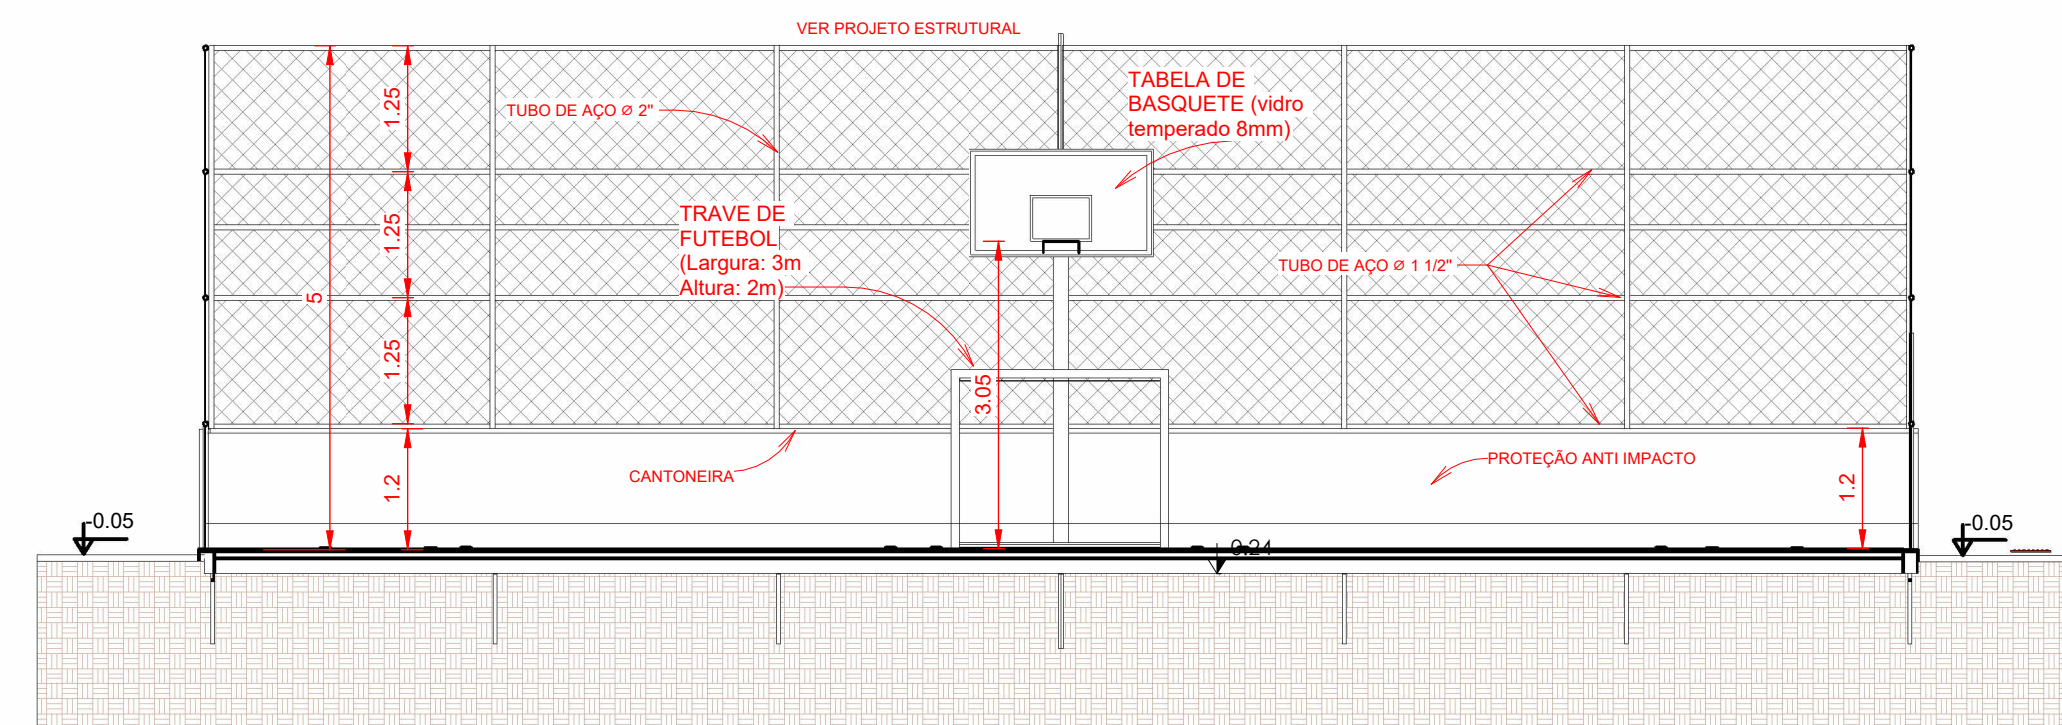 VER PROJETO ESTRUTURAL
TABELA DE
BASQUETE (vidro
temperado 8mm)
TUBO DE AÇO Ø 2"
1.25
TRAVE DE
FUTEBOL
(Largura: 3m
Altura: 2m)
1.25
TUBO DE AÇO Ø 1 1/2"
5
1.25
3.05
CANTONEIRA
PROTEÇÃO ANTI IMPACTO
1.2
1.2
-0.05
-0.05
0.24